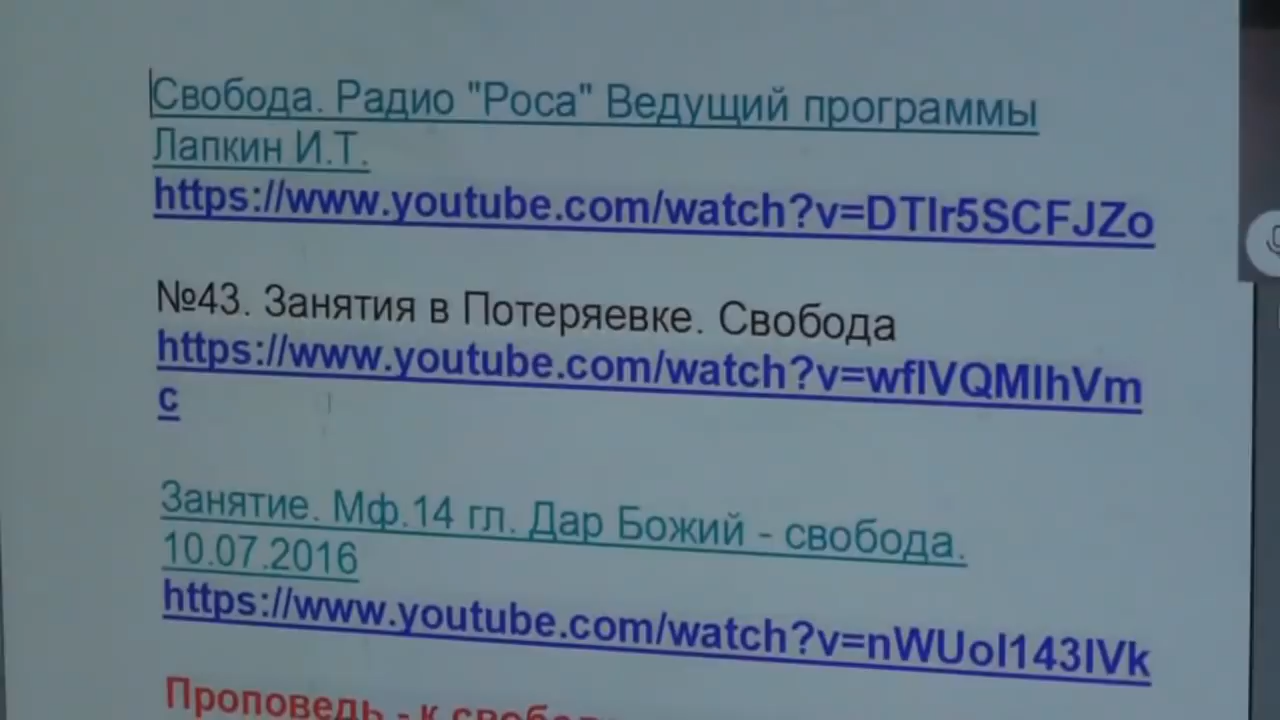 Свобода. Радио "Роса" Ведущий программы
Лапкин И.Т.
https://www.youtube.com/watch?v=DTlr5SCFJZo
№43. Занятия в Потеряевке. Свобода
https://www.youtube.com/watch?v=wflVQMlhVm
c
Занятие. Мф.14 гл. Дар Божий - свобода.
10.07.2016
https://www.youtube.com/watch?v=nWUol143lVk
Проповедь - к